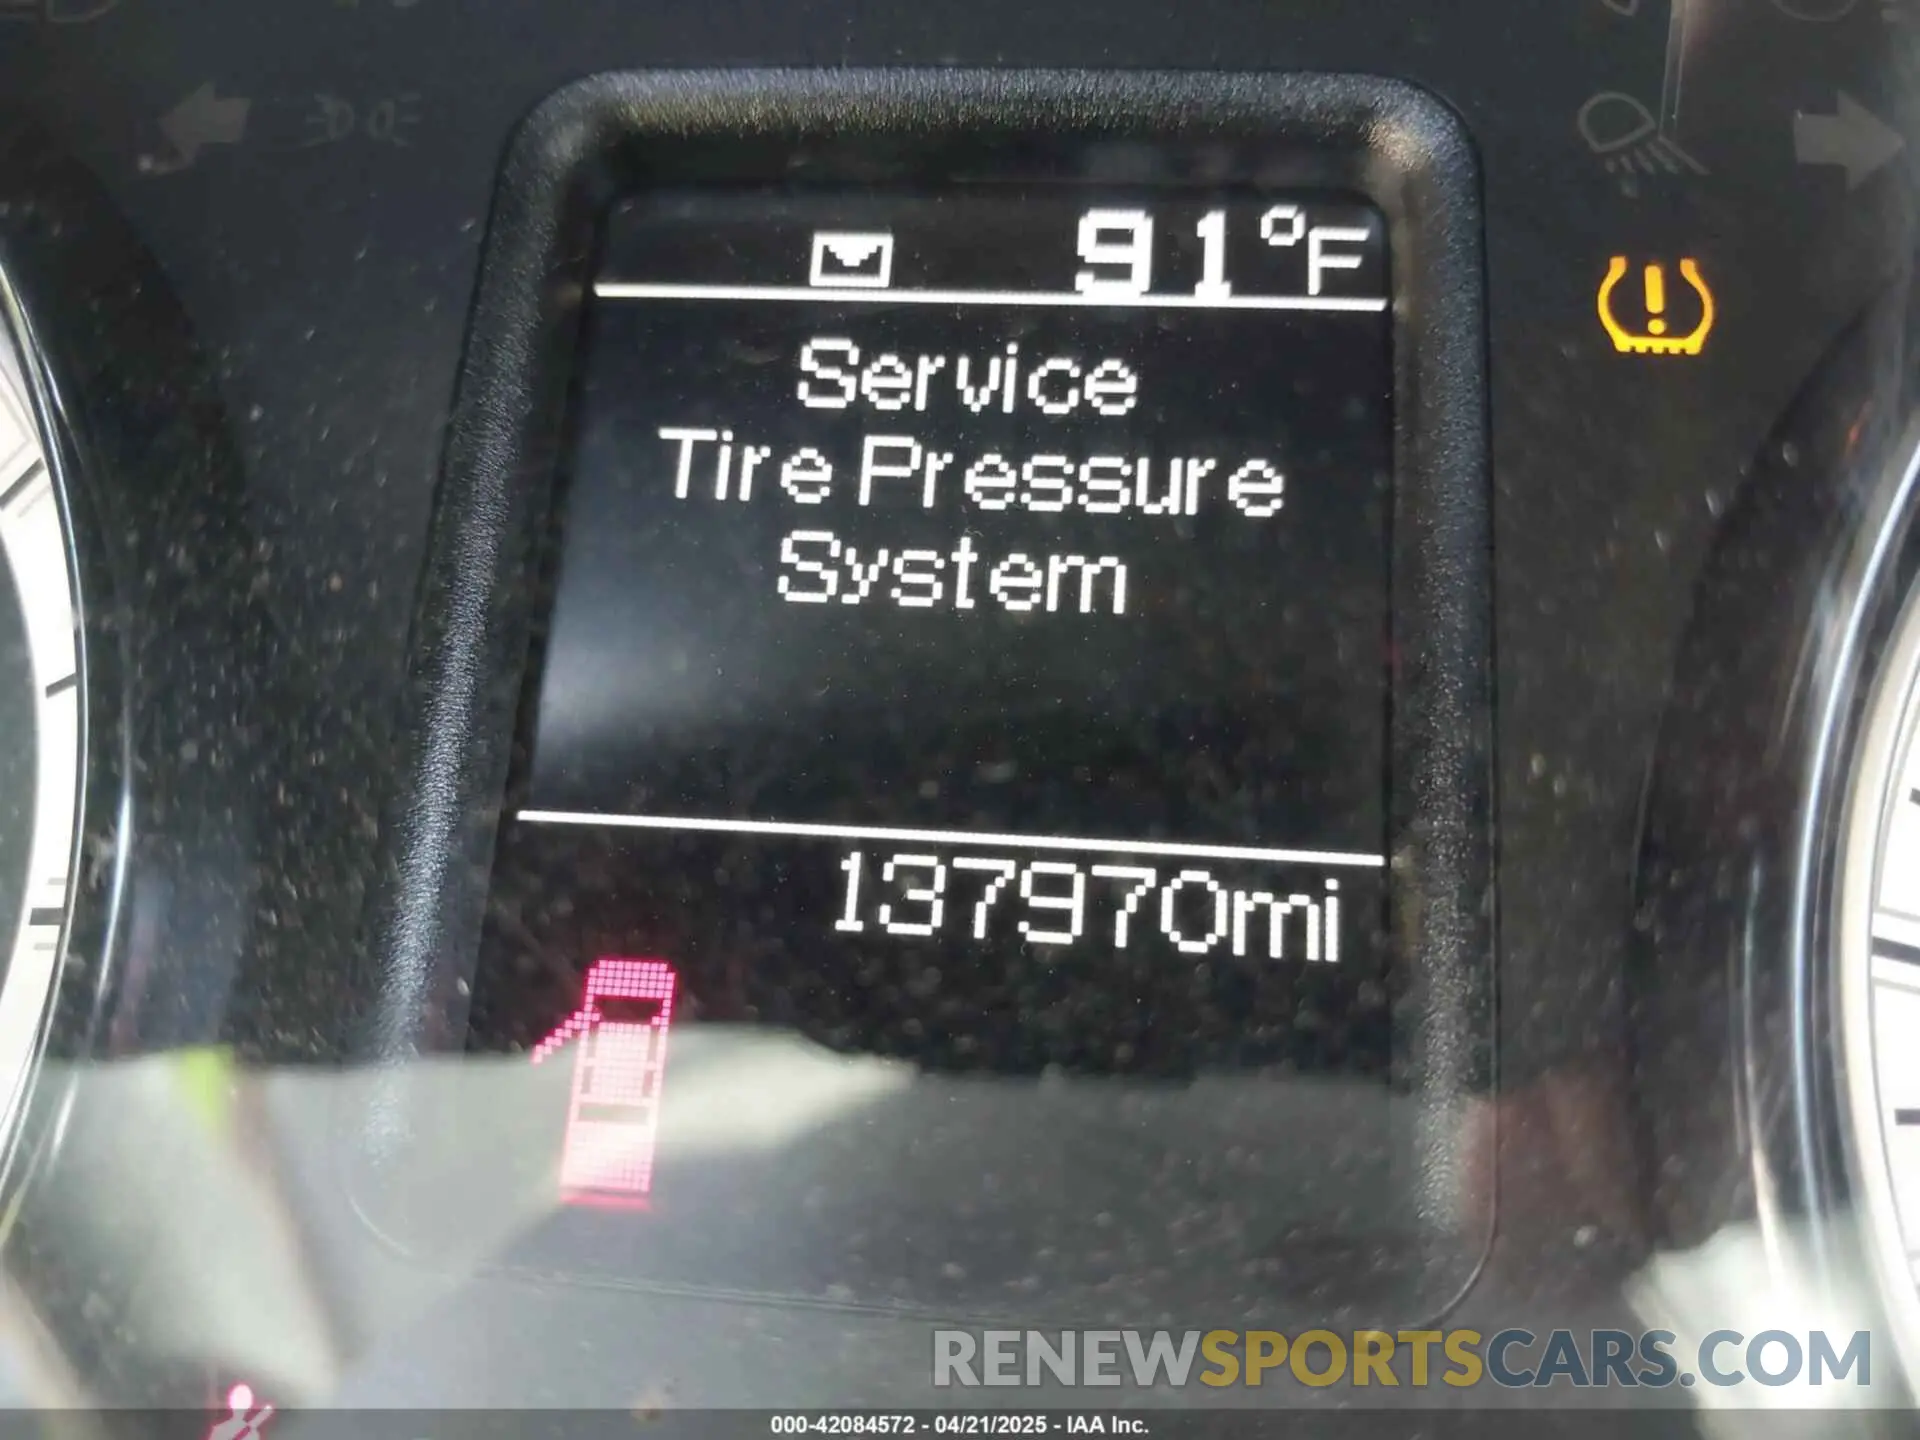 91°F
Service
Tire Pressure
System
137970mi
RENEWSPORTSCARS.COM
000-42084572 - 04/21/2025 - IAA Inc.